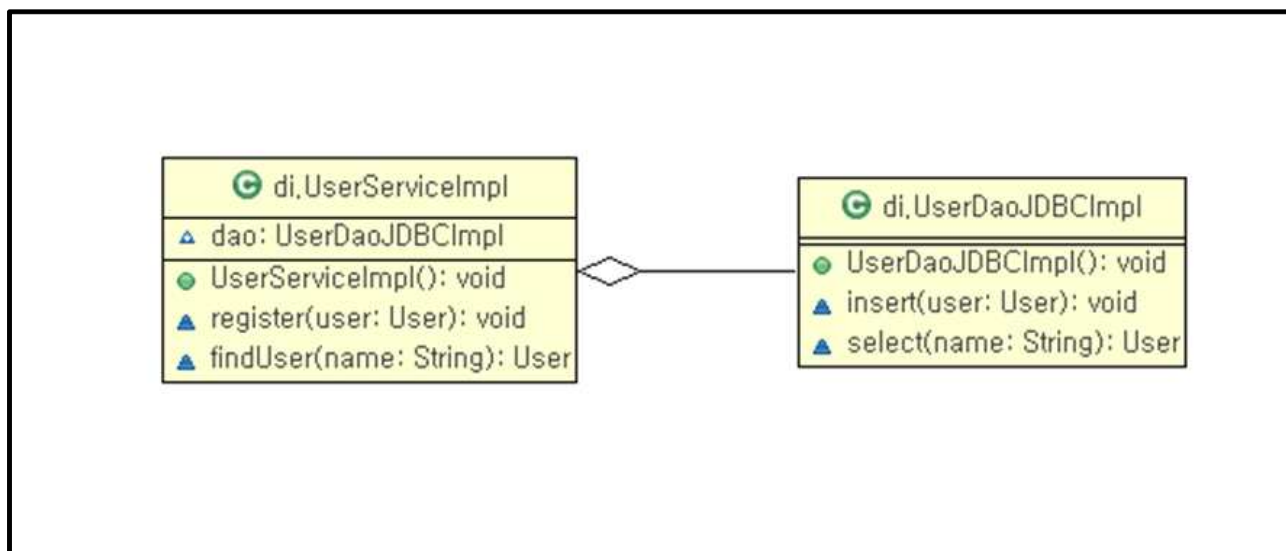 di.UserServiceImpl
dao: UserDaoJDBCImpl
UserServiceImpl(): void
register(user: User): void
findUser(name: String): User
di.UserDaoJDBCImpl
UserDaoJDBCImpl(): void
insert(user: User): void
select(name: String): User